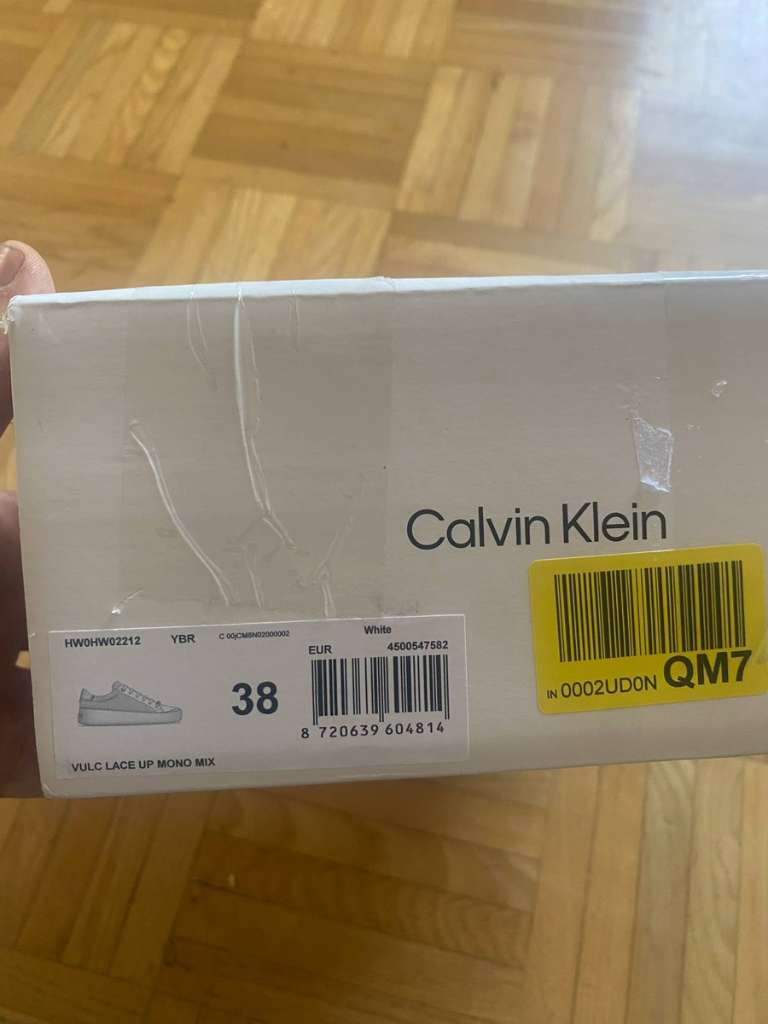 Calvin Klein
IN 0002UD0N QM7
HW0HW02212 YBR C 00jCM6N02000002 White
EUR 4500547582
38
8 720639 604814
VULC LACE UP MONO MIX